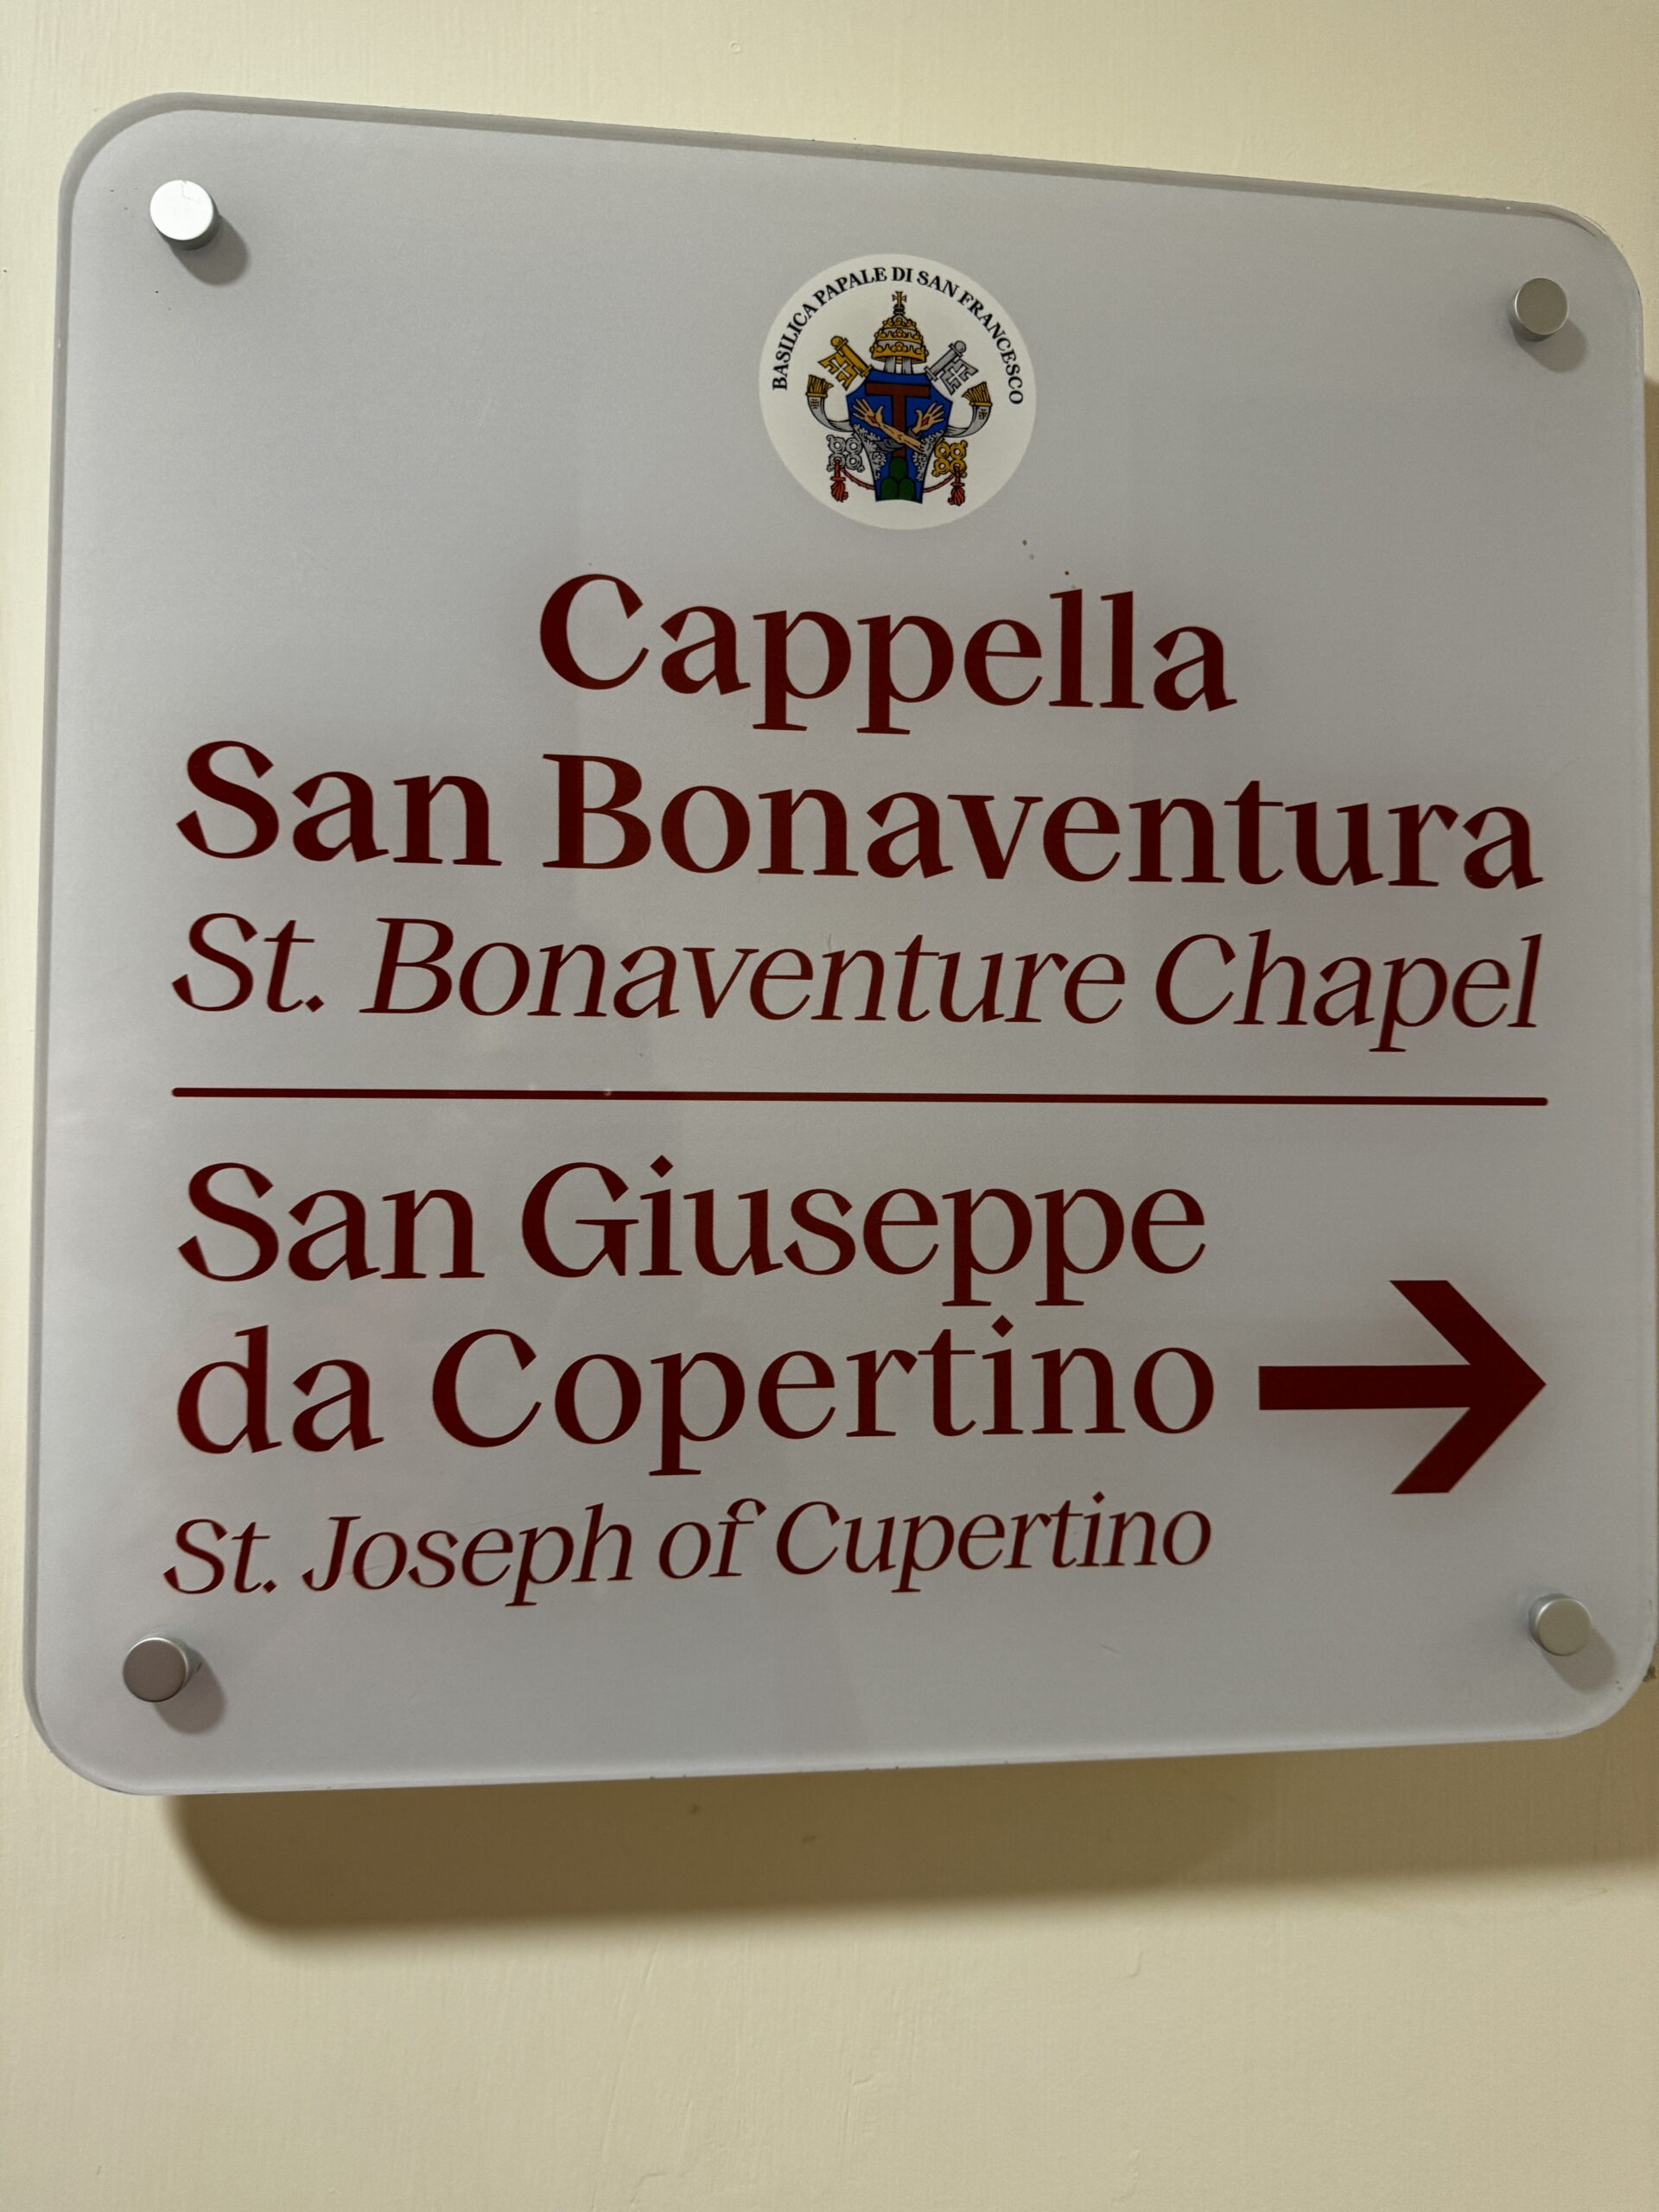 BASILICA PAPALE DI SAN FRANCESCO
Cappella
San Bonaventura
St. Bonaventure Chapel
San Giuseppe
da Copertino
St. Joseph of Cupertino